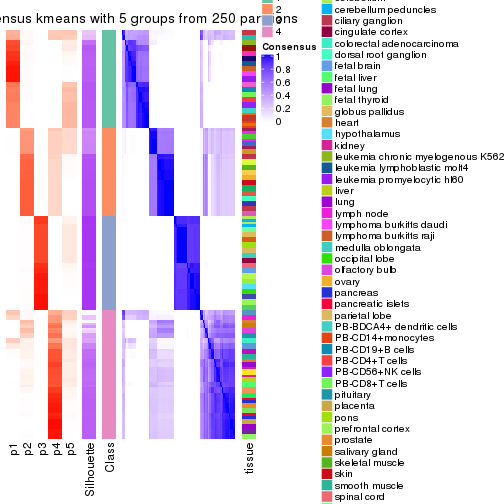 ensus kmeans with 5 groups from 250 partitions
2
4
Consensus
1
0.8
0.6
0.4
0.2
0
p1
p2
p3
p4
p5
Silhouette
Class
tissue
cerebellum peduncles
ciliary ganglion
cingulate cortex
colorectal adenocarcinoma
dorsal root ganglion
fetal brain
fetal liver
fetal lung
fetal thyroid
globus pallidus
heart
hypothalamus
kidney
leukemia chronic myelogenous K562
leukemia lymphoblastic molt4
leukemia promyelocytic hl60
liver
lung
lymph node
lymphoma burkitts daudi
lymphoma burkitts raji
medulla oblongata
occipital lobe
olfactory bulb
ovary
pancreas
pancreatic islets
parietal lobe
PB-BDCA4+ dendritic cells
PB-CD14+monocytes
PB-CD19+B cells
PB-CD4+T cells
PB-CD56+NK cells
PB-CD8+T cells
pituitary
placenta
pons
prefrontal cortex
prostate
salivary gland
skeletal muscle
skin
smooth muscle
spinal cord